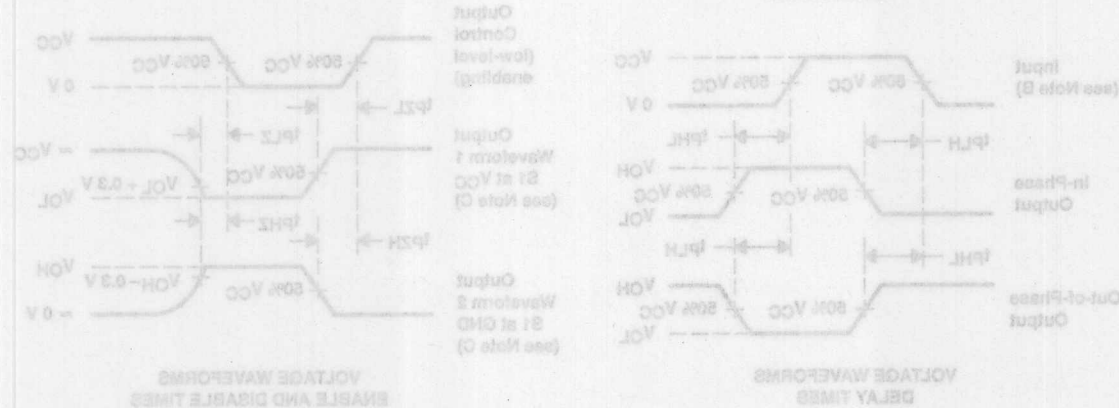 Input
(see Note B)
50% VCC
50% VCC
VCC
0 V
tPLH
tPHL
In-Phase
Output
50% VCC
50% VCC
VOH
VOL
tPHL
tPLH
Out-of-Phase
Output
50% VCC
50% VCC
VOH
VOL
VOLTAGE WAVEFORMS
DELAY TIMES
Output
Control
(low-level
enabling)
50% VCC
50% VCC
VCC
0 V
tPZL
tPLZ
Output
Waveform 1
S1 at VCC
(see Note C)
50% VCC
VOL + 0.3 V
≈ VCC
VOL
tPZH
tPHZ
Output
Waveform 2
S1 at GND
(see Note C)
50% VCC
VOH – 0.3 V
VOH
≈ 0 V
VOLTAGE WAVEFORMS
ENABLE AND DISABLE TIMES